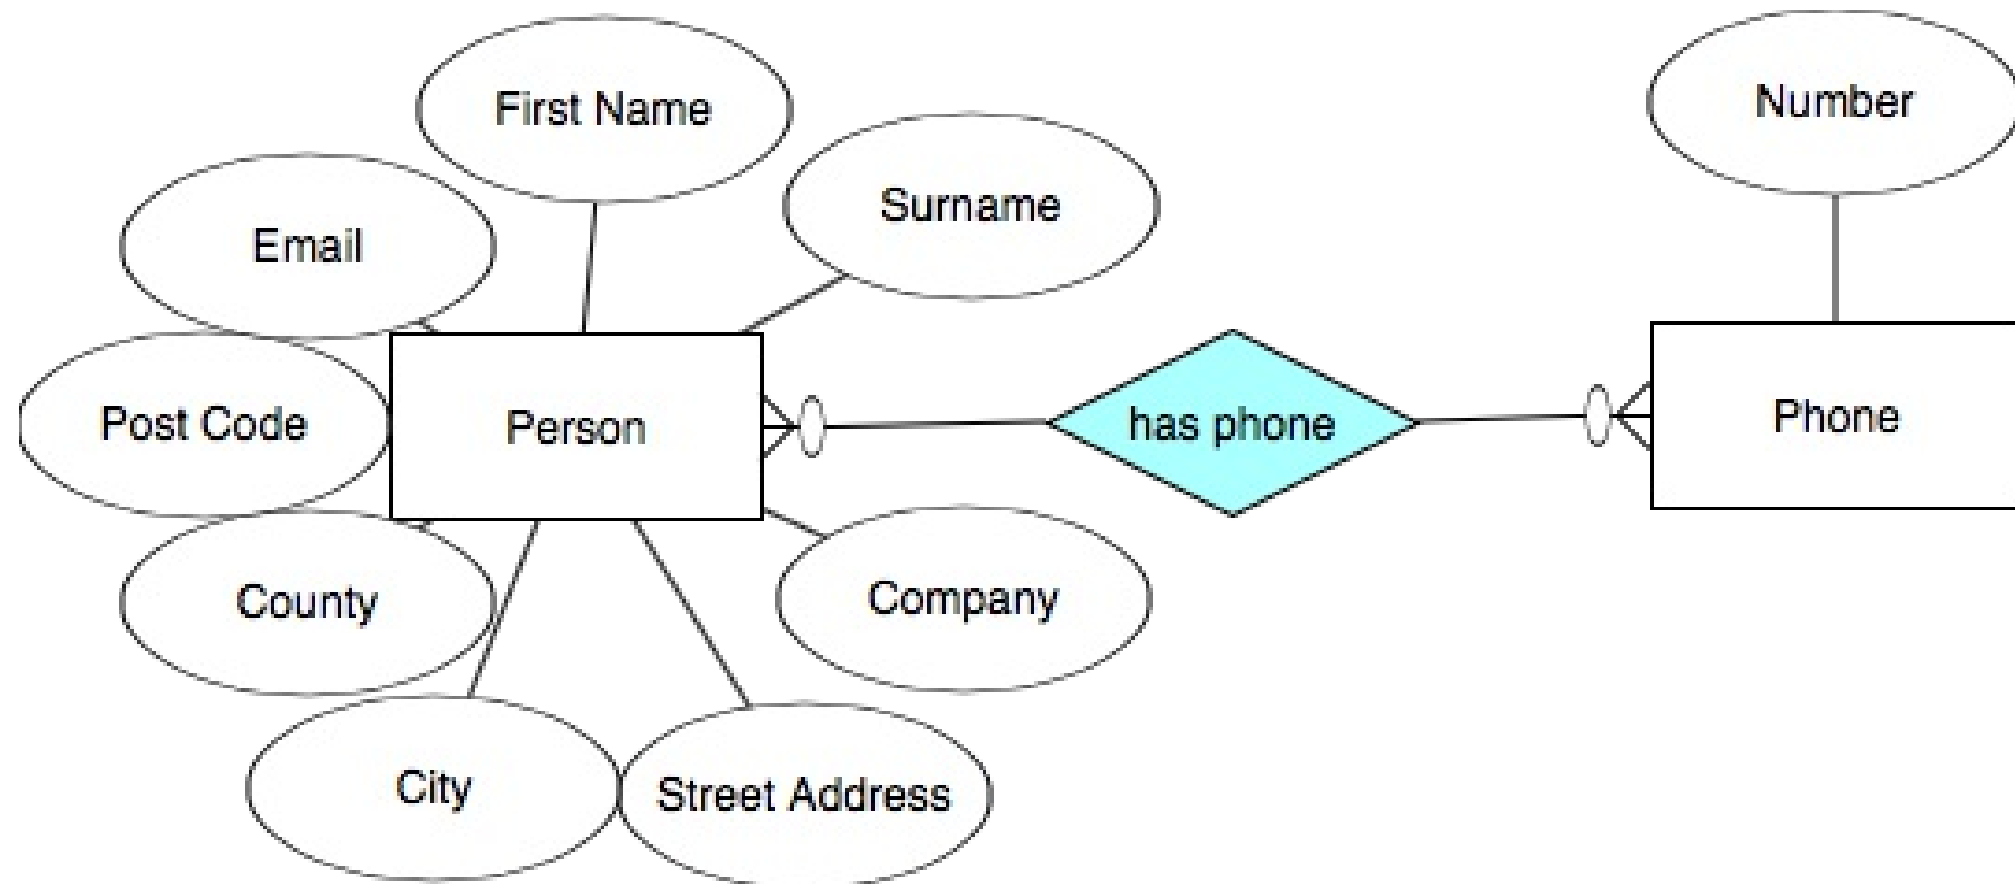 First Name
Number
Surname
Email
Post Code
Person
has phone
Phone
County
Company
City
Street Address